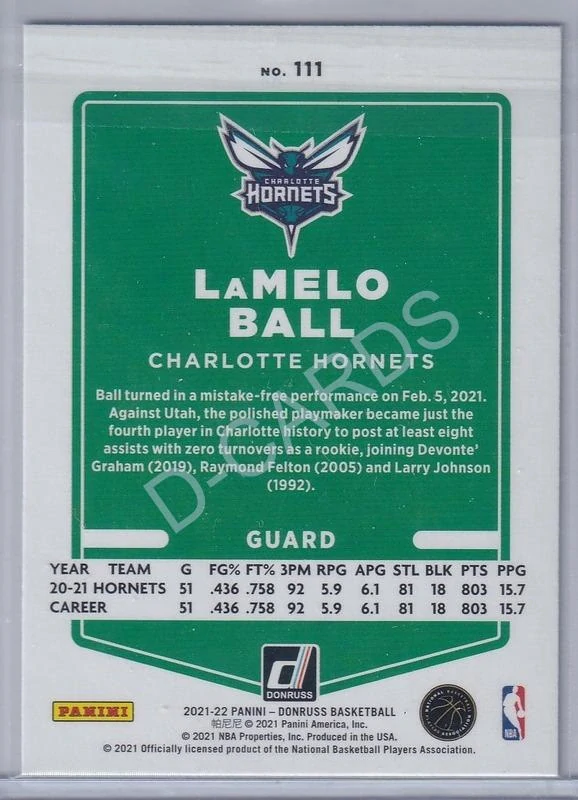 NO. 111
CHARLOTTE
HORNETS
LaMELO
BALL
CHARLOTTE HORNETS
Ball turned in a mistake-free performance on Feb. 5, 2021.
Against Utah, the polished playmaker became just the
fourth player in Charlotte history to post at least eight
assists with zero turnovers as a rookie, joining Devonte'
Graham (2019), Raymond Felton (2005) and Larry Johnson
(1992).
D-CARDS
GUARD
YEAR TEAM G FG% FT% 3PM RPG APG STL BLK PTS PPG
20-21 HORNETS 51 .436 .758 92 5.9 6.1 81 18 803 15.7
CAREER 51 .436 .758 92 5.9 6.1 81 18 803 15.7
d
DONRUSS
PANINI
2021-22 PANINI – DONRUSS BASKETBALL
帕尼尼 © 2021 Panini America, Inc.
© 2021 NBA Properties, Inc. Produced in the USA.
© 2021 Officially licensed product of the National Basketball Players Association.
NBA